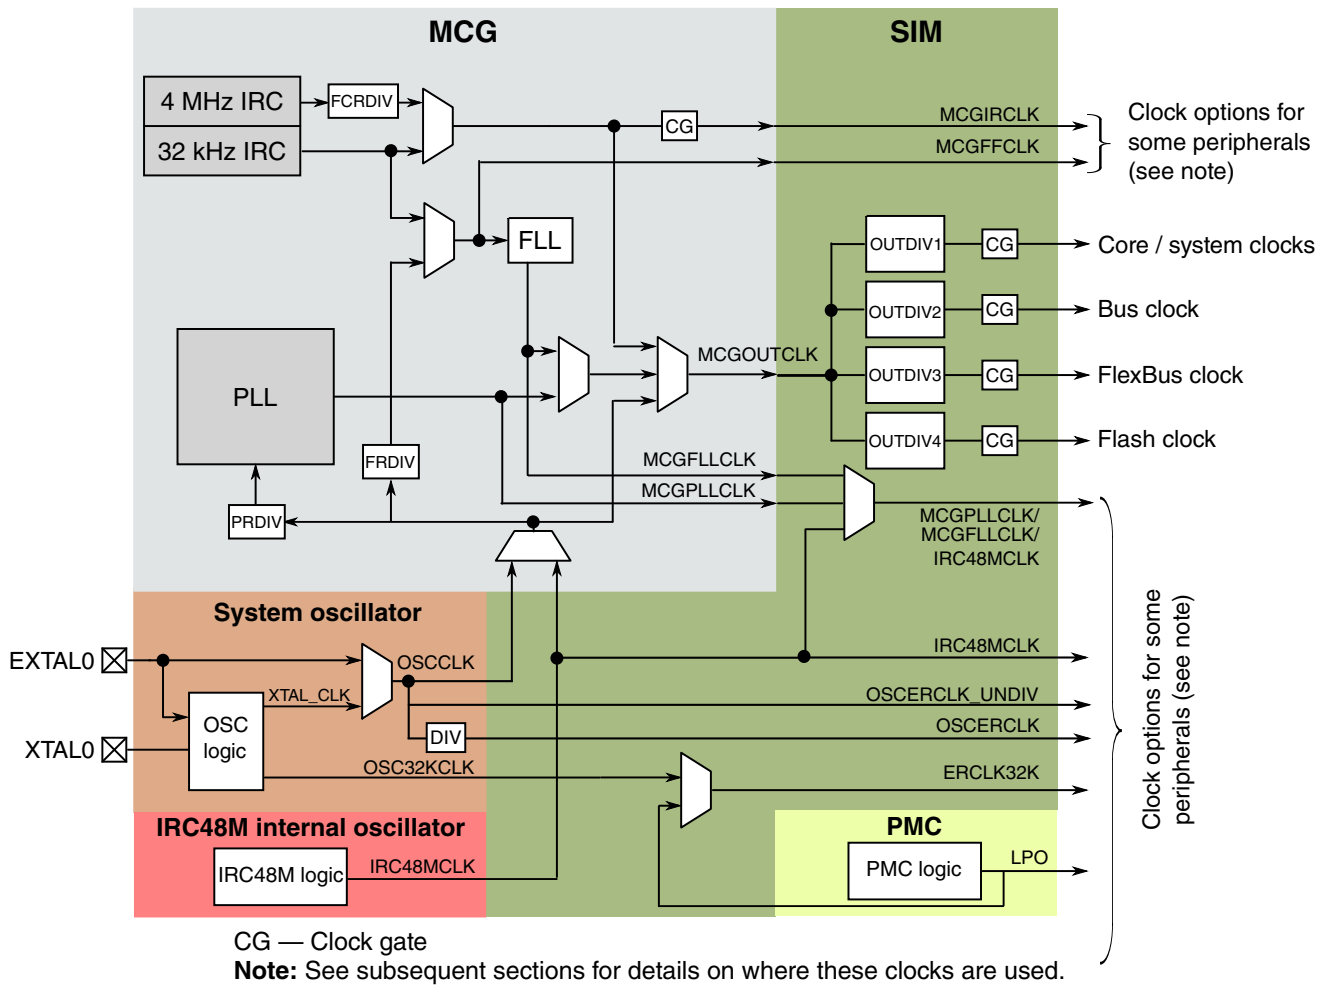 MCG
SIM
4 MHz IRC
FCRDIV
32 kHz IRC
CG
MCGIRCLK
MCGFFCLK
Clock options for
some peripherals
(see note)
FLL
OUTDIV1
CG
Core / system clocks
OUTDIV2
CG
Bus clock
MCGOUTCLK
OUTDIV3
CG
FlexBus clock
PLL
OUTDIV4
CG
Flash clock
FRDIV
MCGFLLCLK
MCGPLLCLK
PRDIV
MCGPLLCLK/
MCGFLLCLK/
IRC48MCLK
System oscillator
EXTAL0
OSCCLK
IRC48MCLK
XTAL_CLK
OSCERCLK_UNDIV
OSC
logic
DIV
OSCERCLK
XTAL0
OSC32KCLK
ERCLK32K
Clock options for some
peripherals (see note)
IRC48M internal oscillator
PMC
IRC48M logic
IRC48MCLK
PMC logic
LPO
CG — Clock gate
Note: See subsequent sections for details on where these clocks are used.